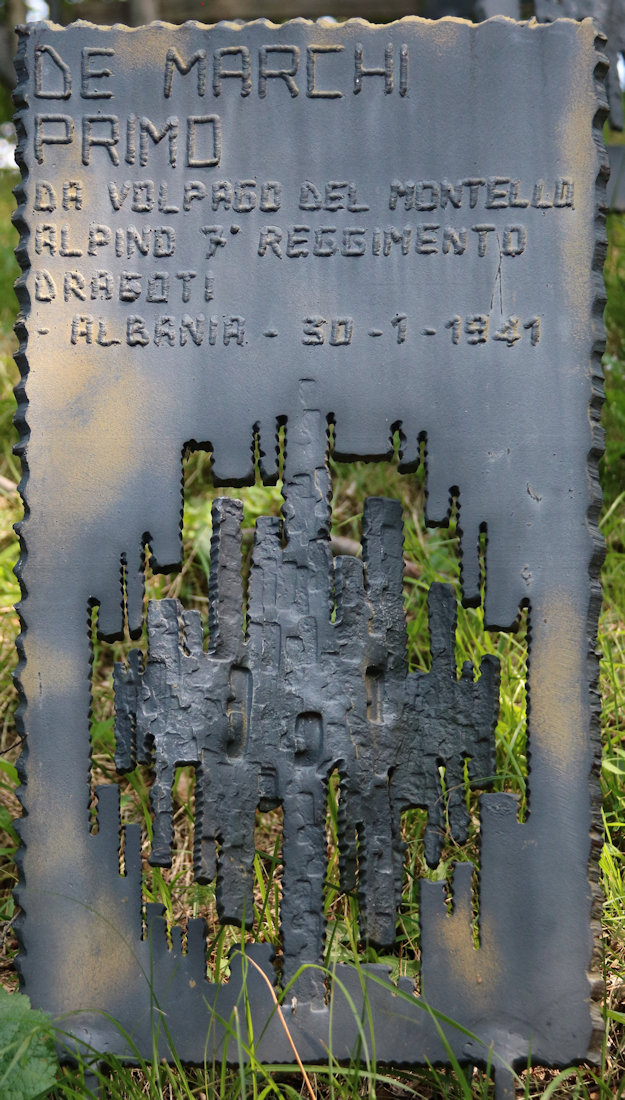 DE MARCHI
PRIMO
DA VOLPAGO DEL MONTELLO
ALPINO 7° REGGIMENTO
DRAGOTI
- ALBANIA - 30 - 1 - 1941